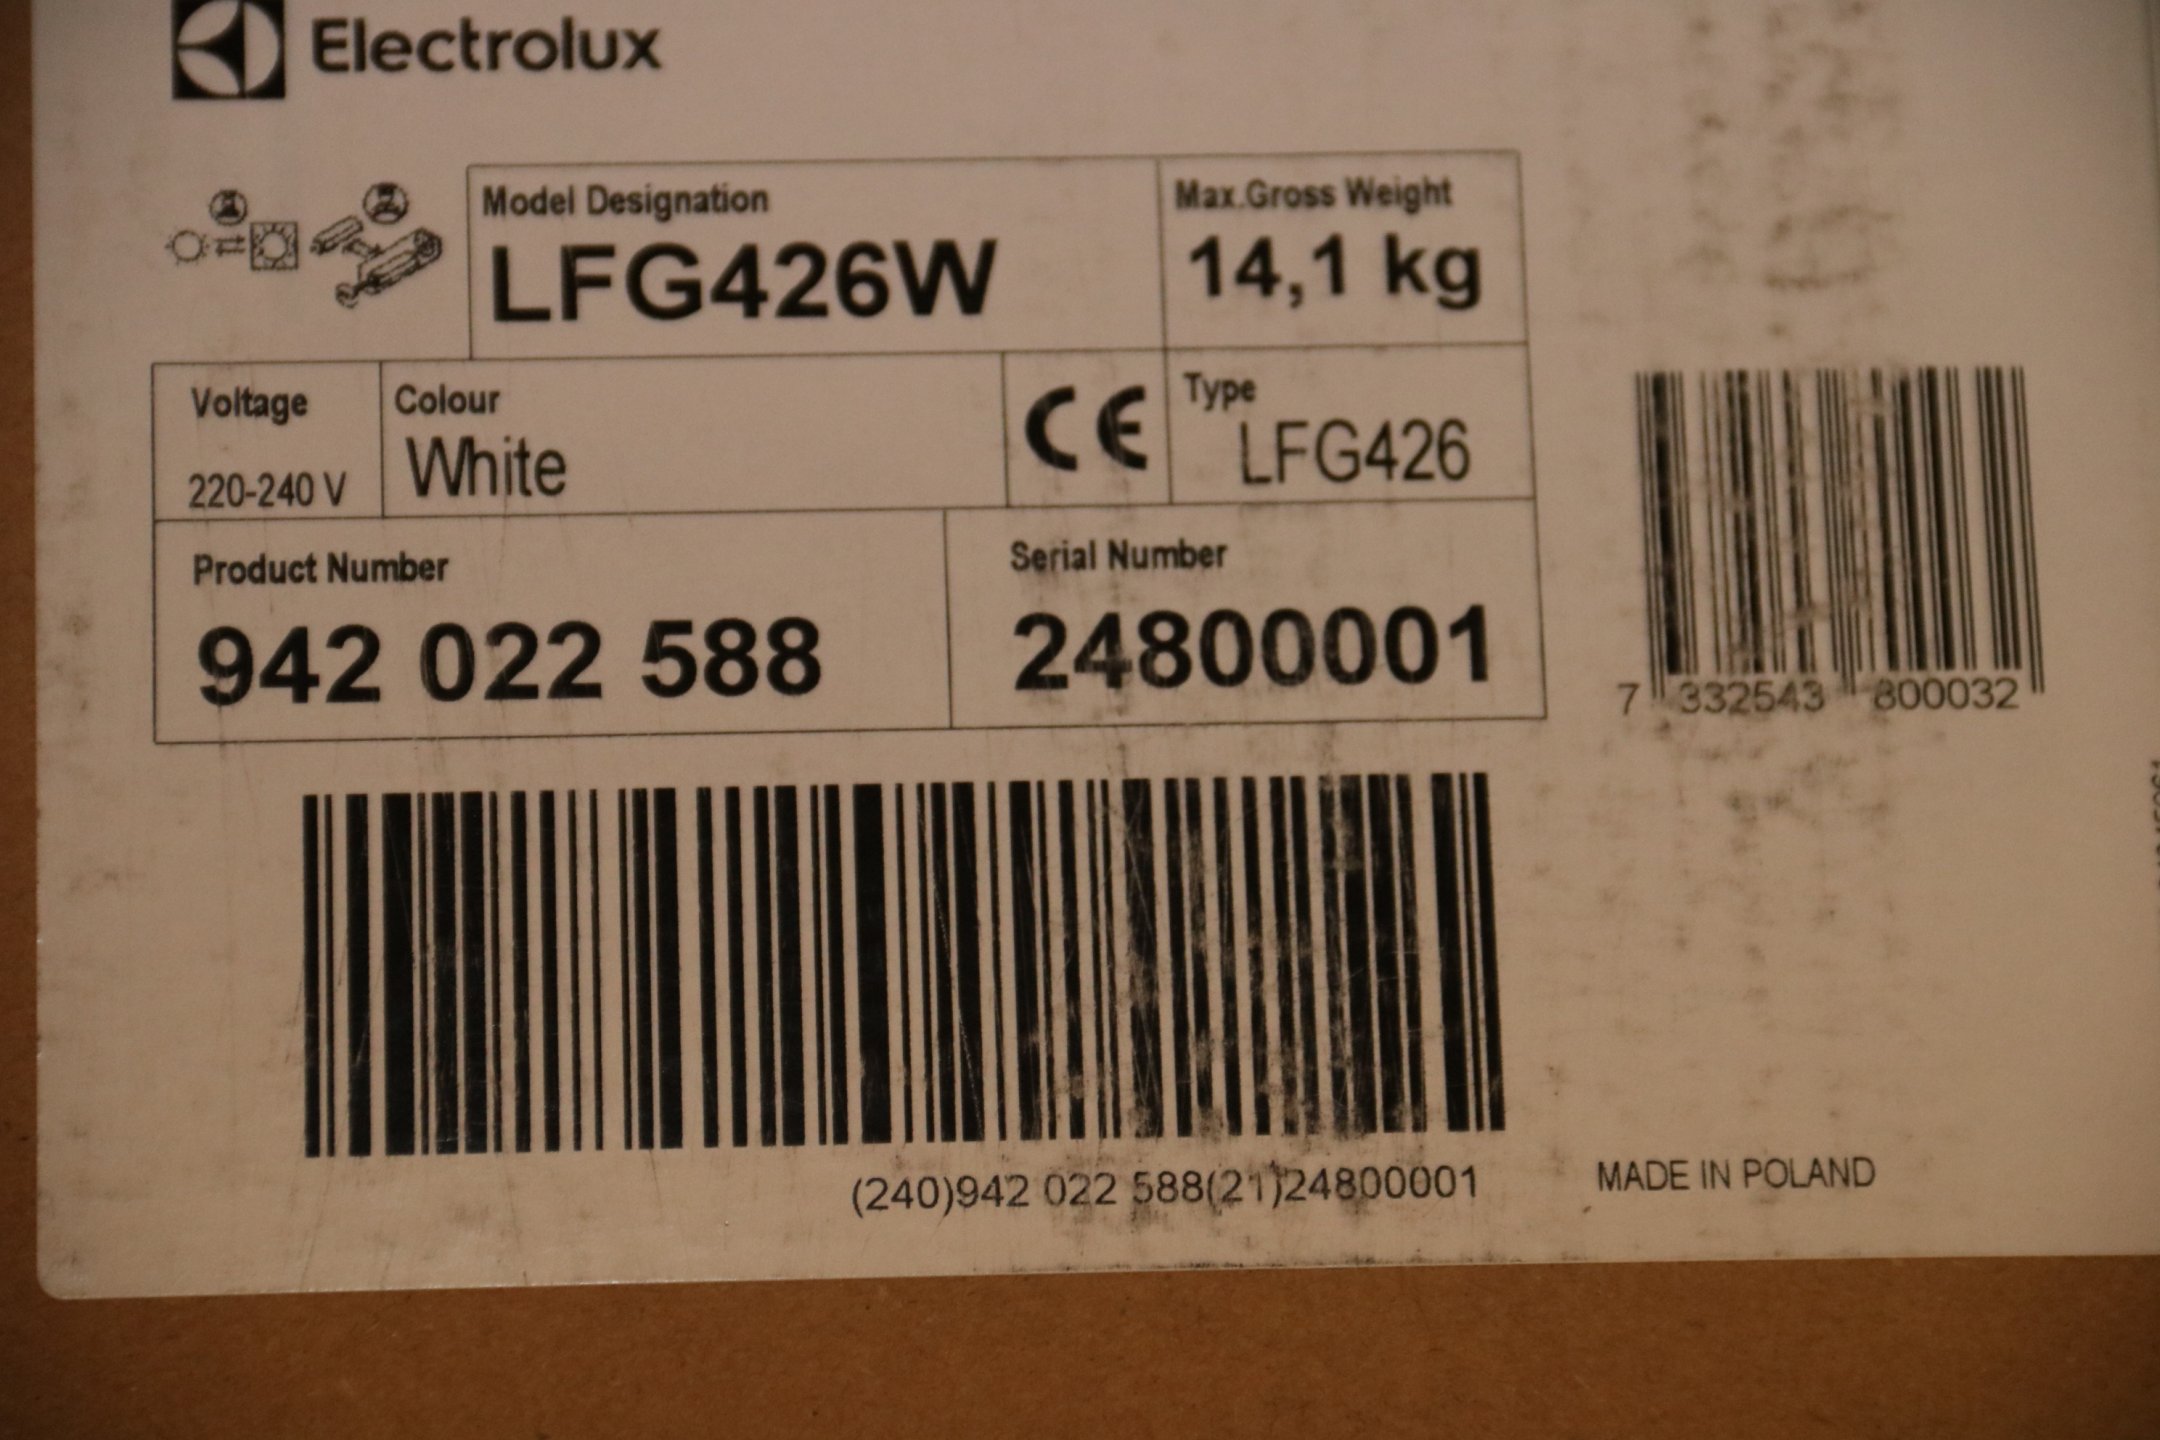 Electrolux
Model Designation
LFG426W
Max.Gross Weight
14,1 kg
Voltage
220-240 V
Colour
White
CE
Type
LFG426
Product Number
942 022 588
Serial Number
24800001
7 332543 800032
(240)942 022 588(21)24800001
MADE IN POLAND